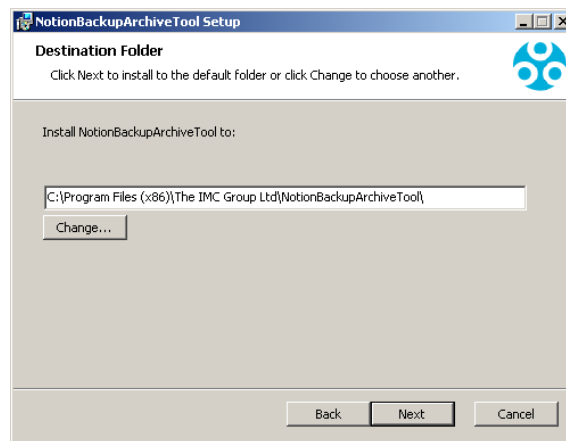 NotionBackupArchiveTool Setup
Destination Folder
Click Next to install to the default folder or click Change to choose another.
Install NotionBackupArchiveTool to:
C:\Program Files (x86)\The IMC Group Ltd\NotionBackupArchiveTool\
Change...
Back Next Cancel